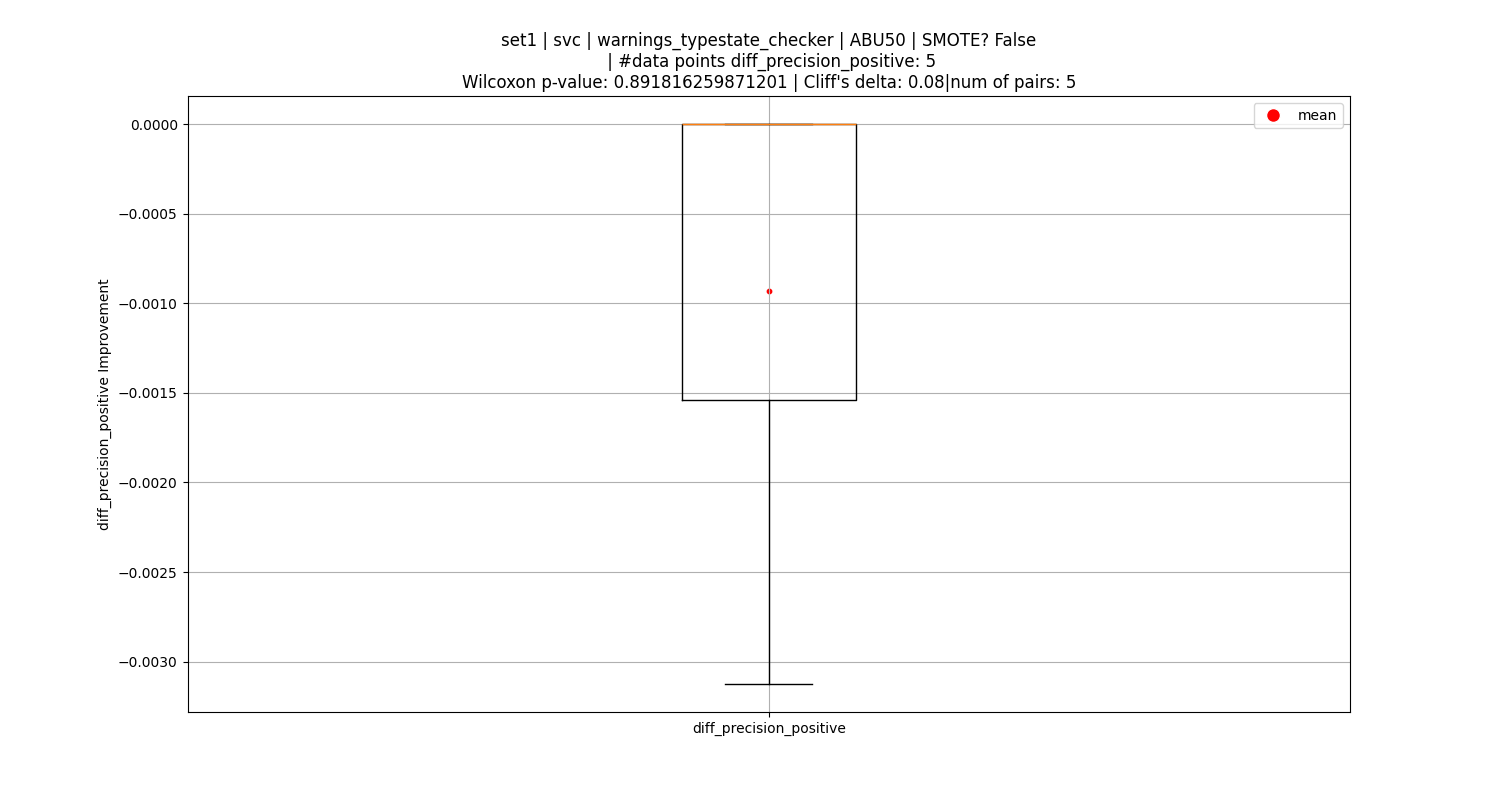 set1 | svc | warnings_typestate_checker | ABU50 | SMOTE? False
| #data points diff_precision_positive: 5
Wilcoxon p-value: 0.891816259871201 | Cliff's delta: 0.08|num of pairs: 5
mean
0.0000
−0.0005
−0.0010
−0.0015
−0.0020
−0.0025
−0.0030
diff_precision_positive Improvement
diff_precision_positive